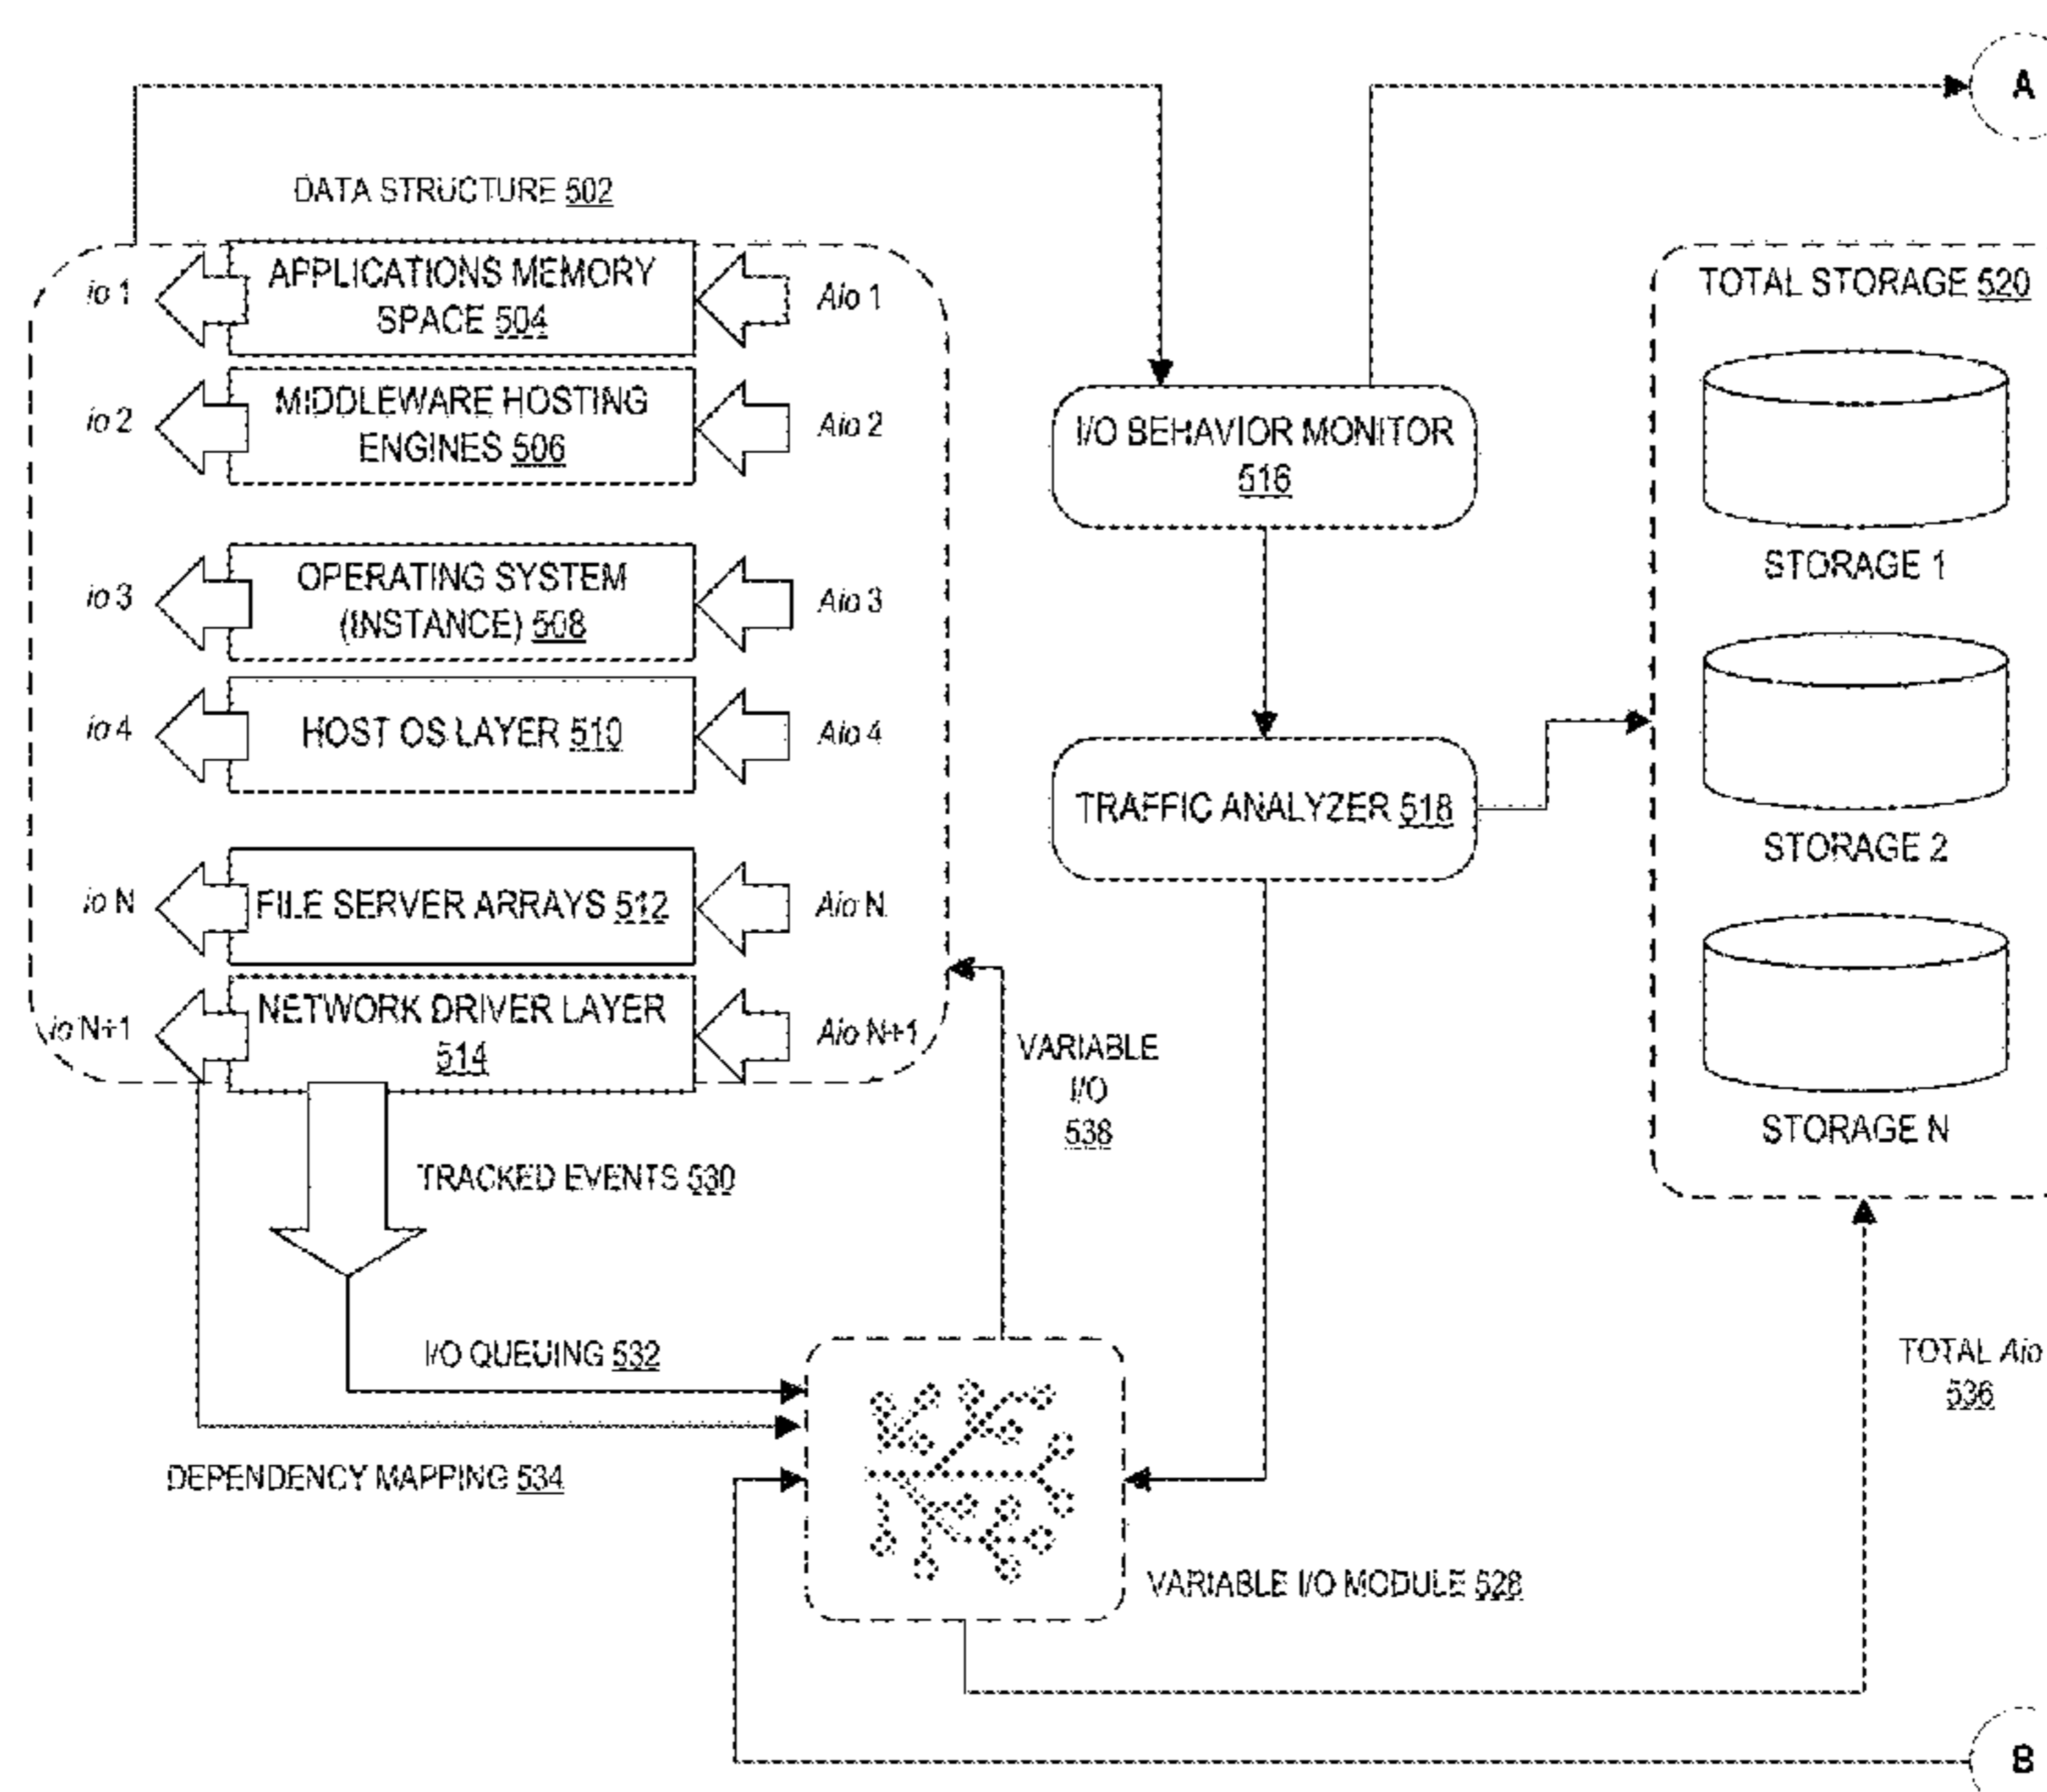 A
DATA STRUCTURE 502
io 1
APPLICATIONS MEMORY
SPACE 504
Aio 1
io 2
MIDDLEWARE HOSTING
ENGINES 506
Aio 2
io 3
OPERATING SYSTEM
(INSTANCE) 508
Aio 3
io 4
HOST OS LAYER 510
Aio 4
io N
FILE SERVER ARRAYS 512
Aio N
io N+1
NETWORK DRIVER LAYER
514
Aio N+1
I/O BEHAVIOR MONITOR
516
TRAFFIC ANALYZER 518
TOTAL STORAGE 520
STORAGE 1
STORAGE 2
STORAGE N
VARIABLE
I/O
538
TRACKED EVENTS 530
I/O QUEUING 532
DEPENDENCY MAPPING 534
VARIABLE I/O MODULE 528
TOTAL Aio
536
B